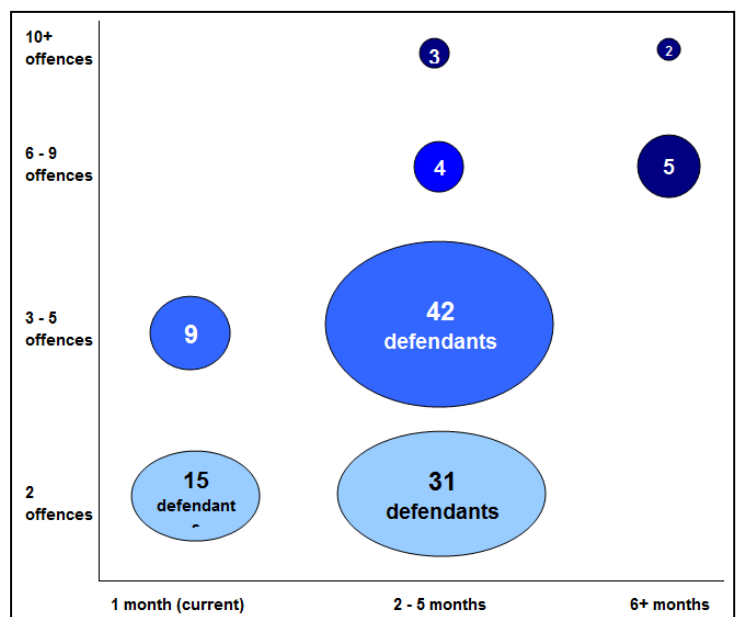 10+
offences
3
2
6 - 9
offences
4
5
3 - 5
offences
9
42
defendants
2
offences
15
defendant
31
defendants
1 month (current)
2 - 5 months
6+ months